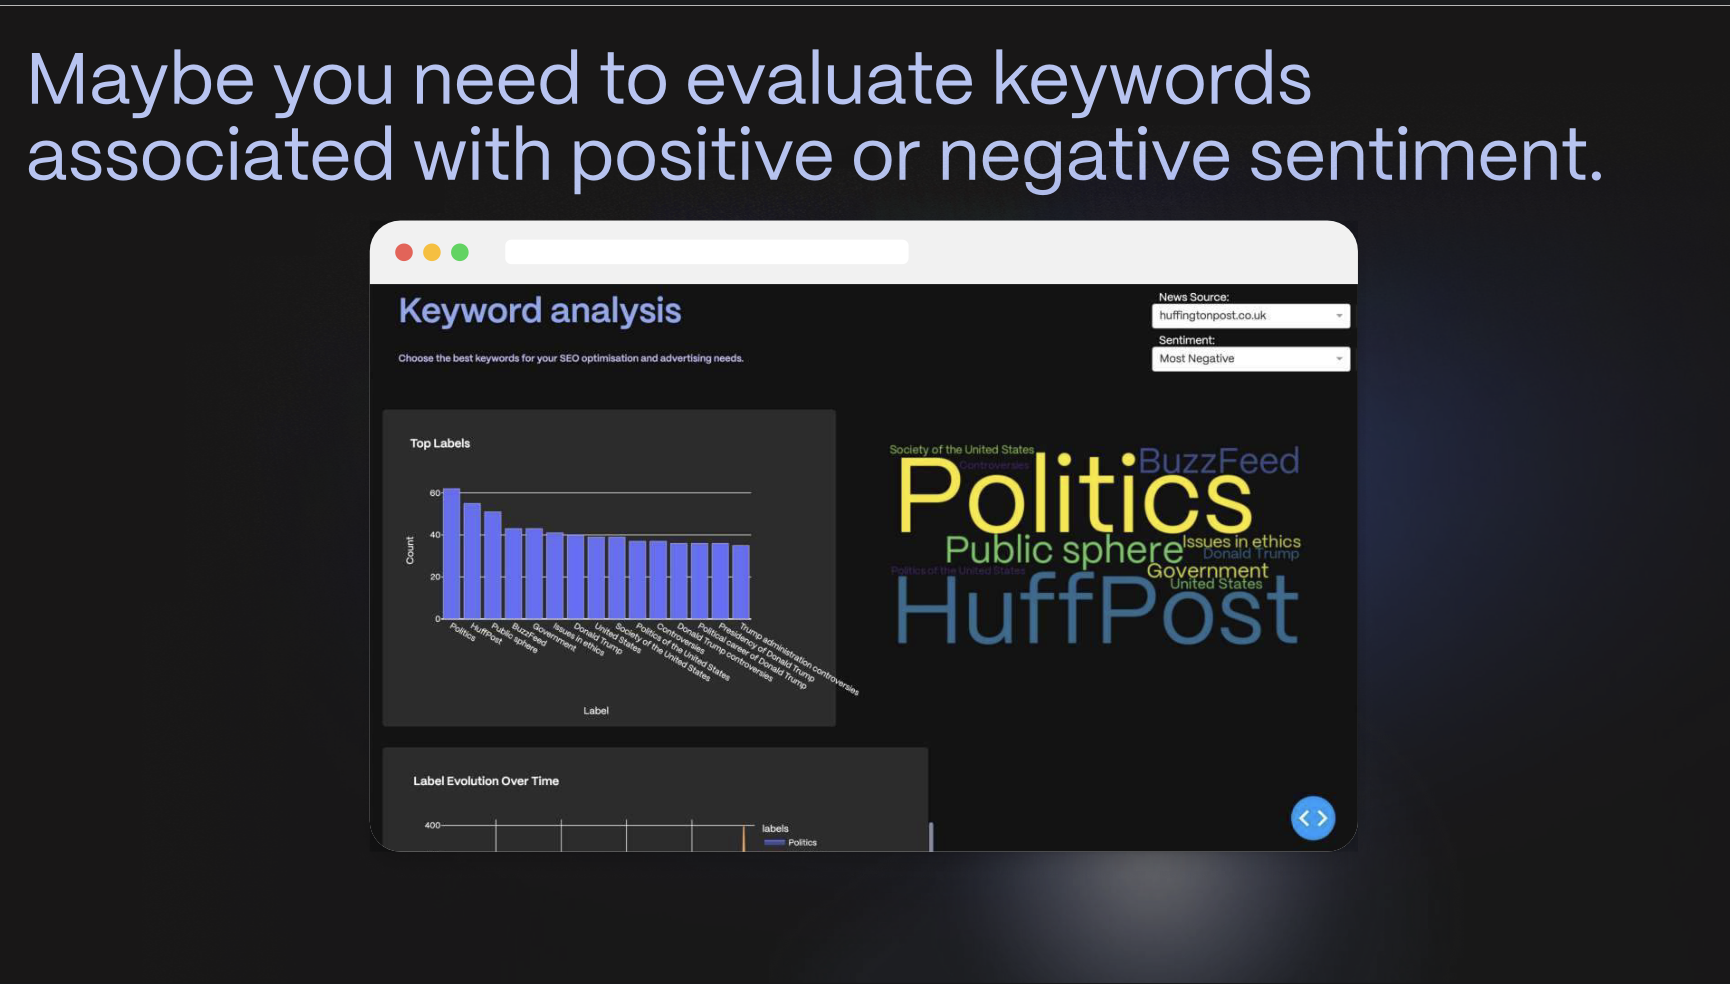 Maybe you need to evaluate keywords
associated with positive or negative sentiment.
Keyword analysis
Choose the best keywords for your SEO optimisation and advertising needs.
News Source:
huffingtonpost.co.uk
Sentiment:
Most Negative
Top Labels
60
40
20
0
Count
Politics
HuffPost
Public sphere
BuzzFeed
Government
Issues in ethics
Donald Trump
United States
Society of the United States
Politics of the United States
Controversies
Donald Trump controversies
Political career of Donald Trump
Presidency of Donald Trump
Trump administration controversies
Label
Society of the United States
Controversies
Politics
BuzzFeed
Public sphere
Issues in ethics
Donald Trump
Politics of the United States
Government
United States
HuffPost
Label Evolution Over Time
400
labels
Politics